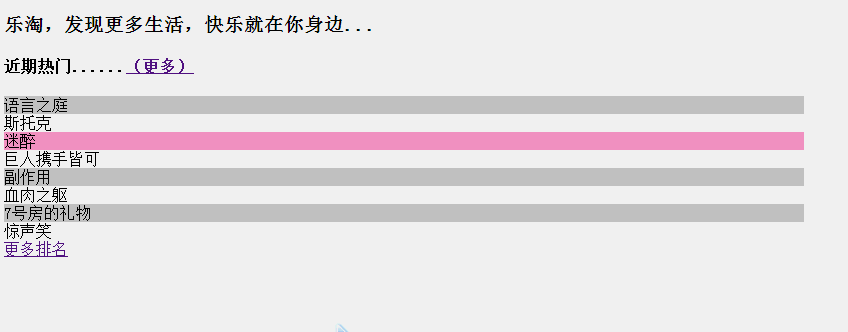 乐淘，发现更多生活，快乐就在你身边...
近期热门......（更多）
语言之庭
斯托克
迷醉
巨人携手皆可
副作用
血肉之躯
7号房的礼物
惊声笑
更多排名